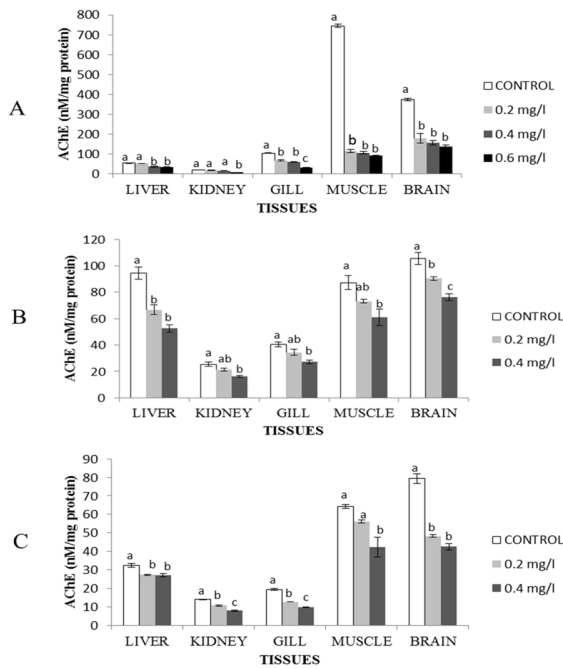 A
AChE (nM/mg protein)
800
700
600
500
400
300
200
100
0
a a b b
a a a b
a b b c
a b b b
a b b b
LIVER KIDNEY GILL MUSCLE BRAIN
TISSUES
CONTROL
0.2 mg/l
0.4 mg/l
0.6 mg/l
B
AChE (nM/mg protein)
120
100
80
60
40
20
0
a b b
a ab b
a ab b
a ab b
a b c
LIVER KIDNEY GILL MUSCLE BRAIN
TISSUES
CONTROL
0.2 mg/l
0.4 mg/l
C
AChE (nM/mg protein)
90
80
70
60
50
40
30
20
10
0
a b b
a b c
a b c
a a b
a b b
LIVER KIDNEY GILL MUSCLE BRAIN
TISSUES
CONTROL
0.2 mg/l
0.4 mg/l